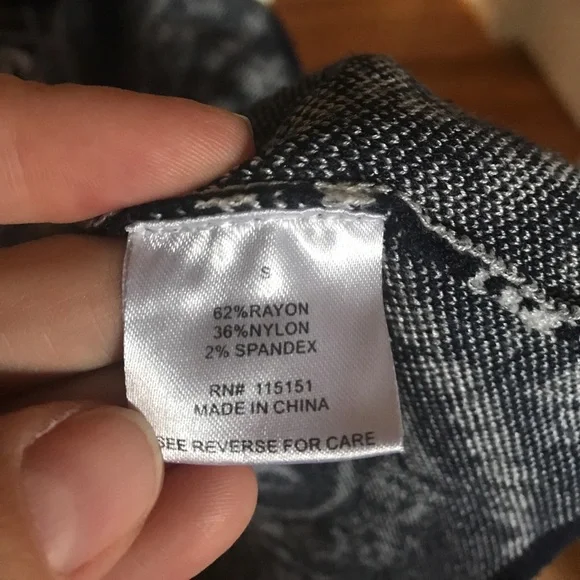 S
62%RAYON
36%NYLON
2% SPANDEX
RN# 115151
MADE IN CHINA
SEE REVERSE FOR CARE